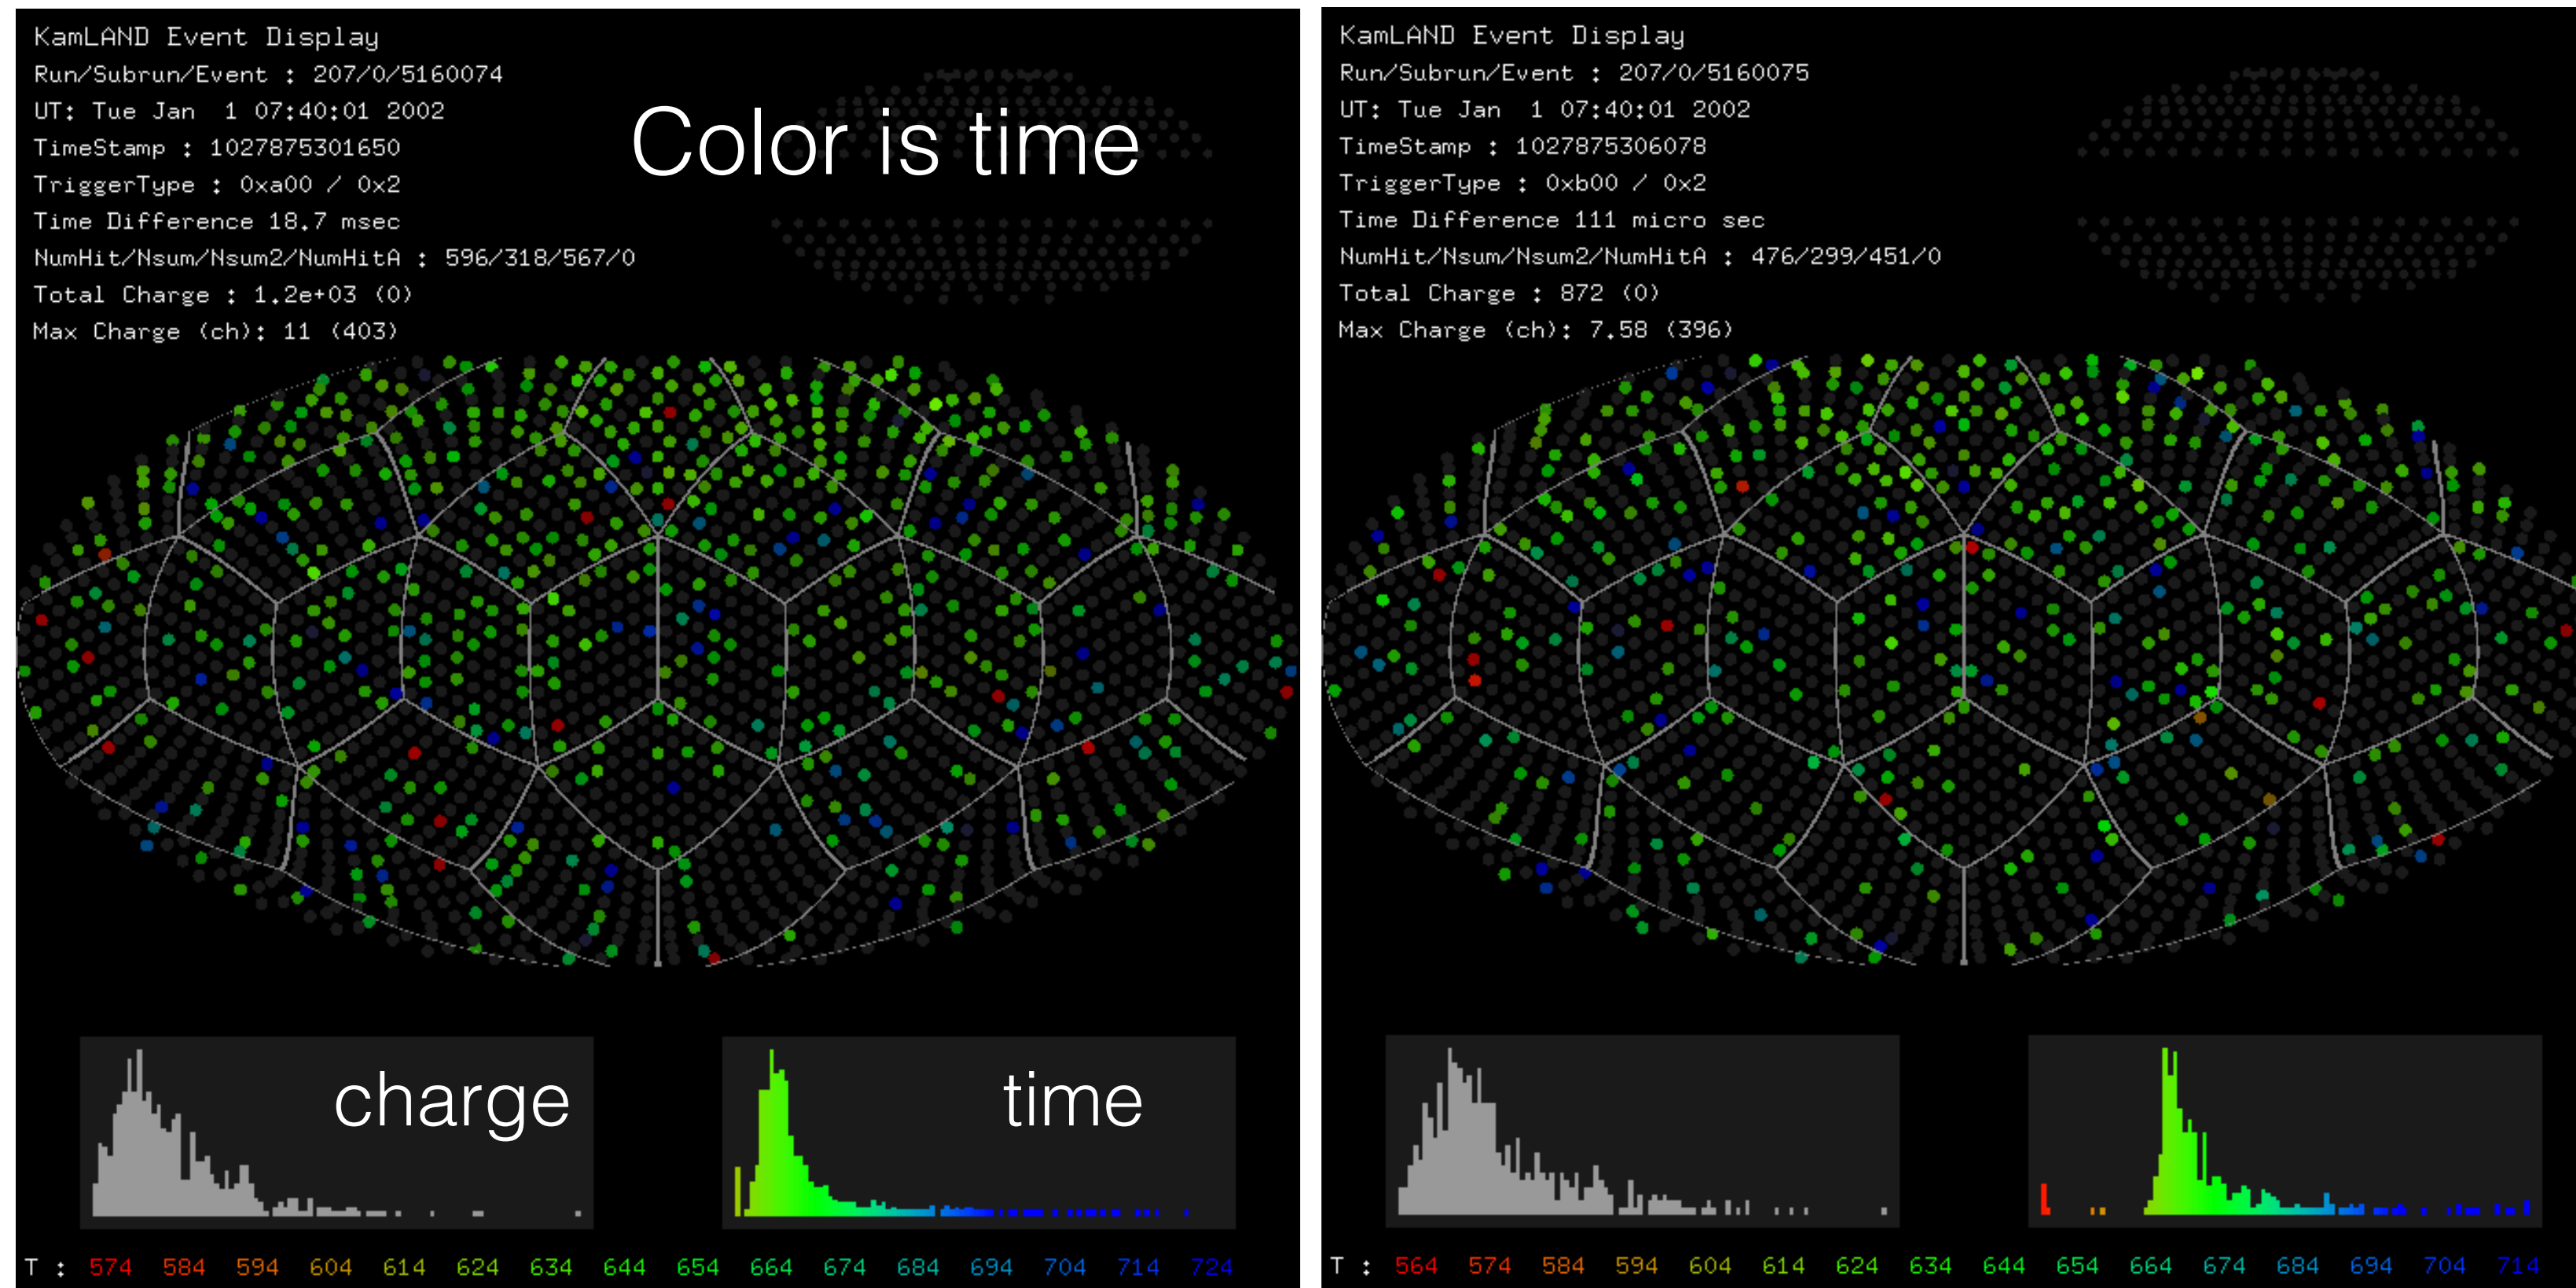 KamLAND Event Display
Run/Subrun/Event : 207/0/5160074
UT: Tue Jan  1 07:40:01 2002
TimeStamp : 1027875301650
TriggerType : 0xa00 / 0x2
Time Difference 18.7 msec
NumHit/Nsum/Nsum2/NumHitA : 596/318/567/0
Total Charge : 1.2e+03 (0)
Max Charge (ch): 11 (403)
Color is time
charge
time
T : 574 584 594 604 614 624 634 644 654 664 674 684 694 704 714 724
KamLAND Event Display
Run/Subrun/Event : 207/0/5160075
UT: Tue Jan  1 07:40:01 2002
TimeStamp : 1027875306078
TriggerType : 0xb00 / 0x2
Time Difference 111 micro sec
NumHit/Nsum/Nsum2/NumHitA : 476/299/451/0
Total Charge : 872 (0)
Max Charge (ch): 7.58 (396)
T : 564 574 584 594 604 614 624 634 644 654 664 674 684 694 704 714